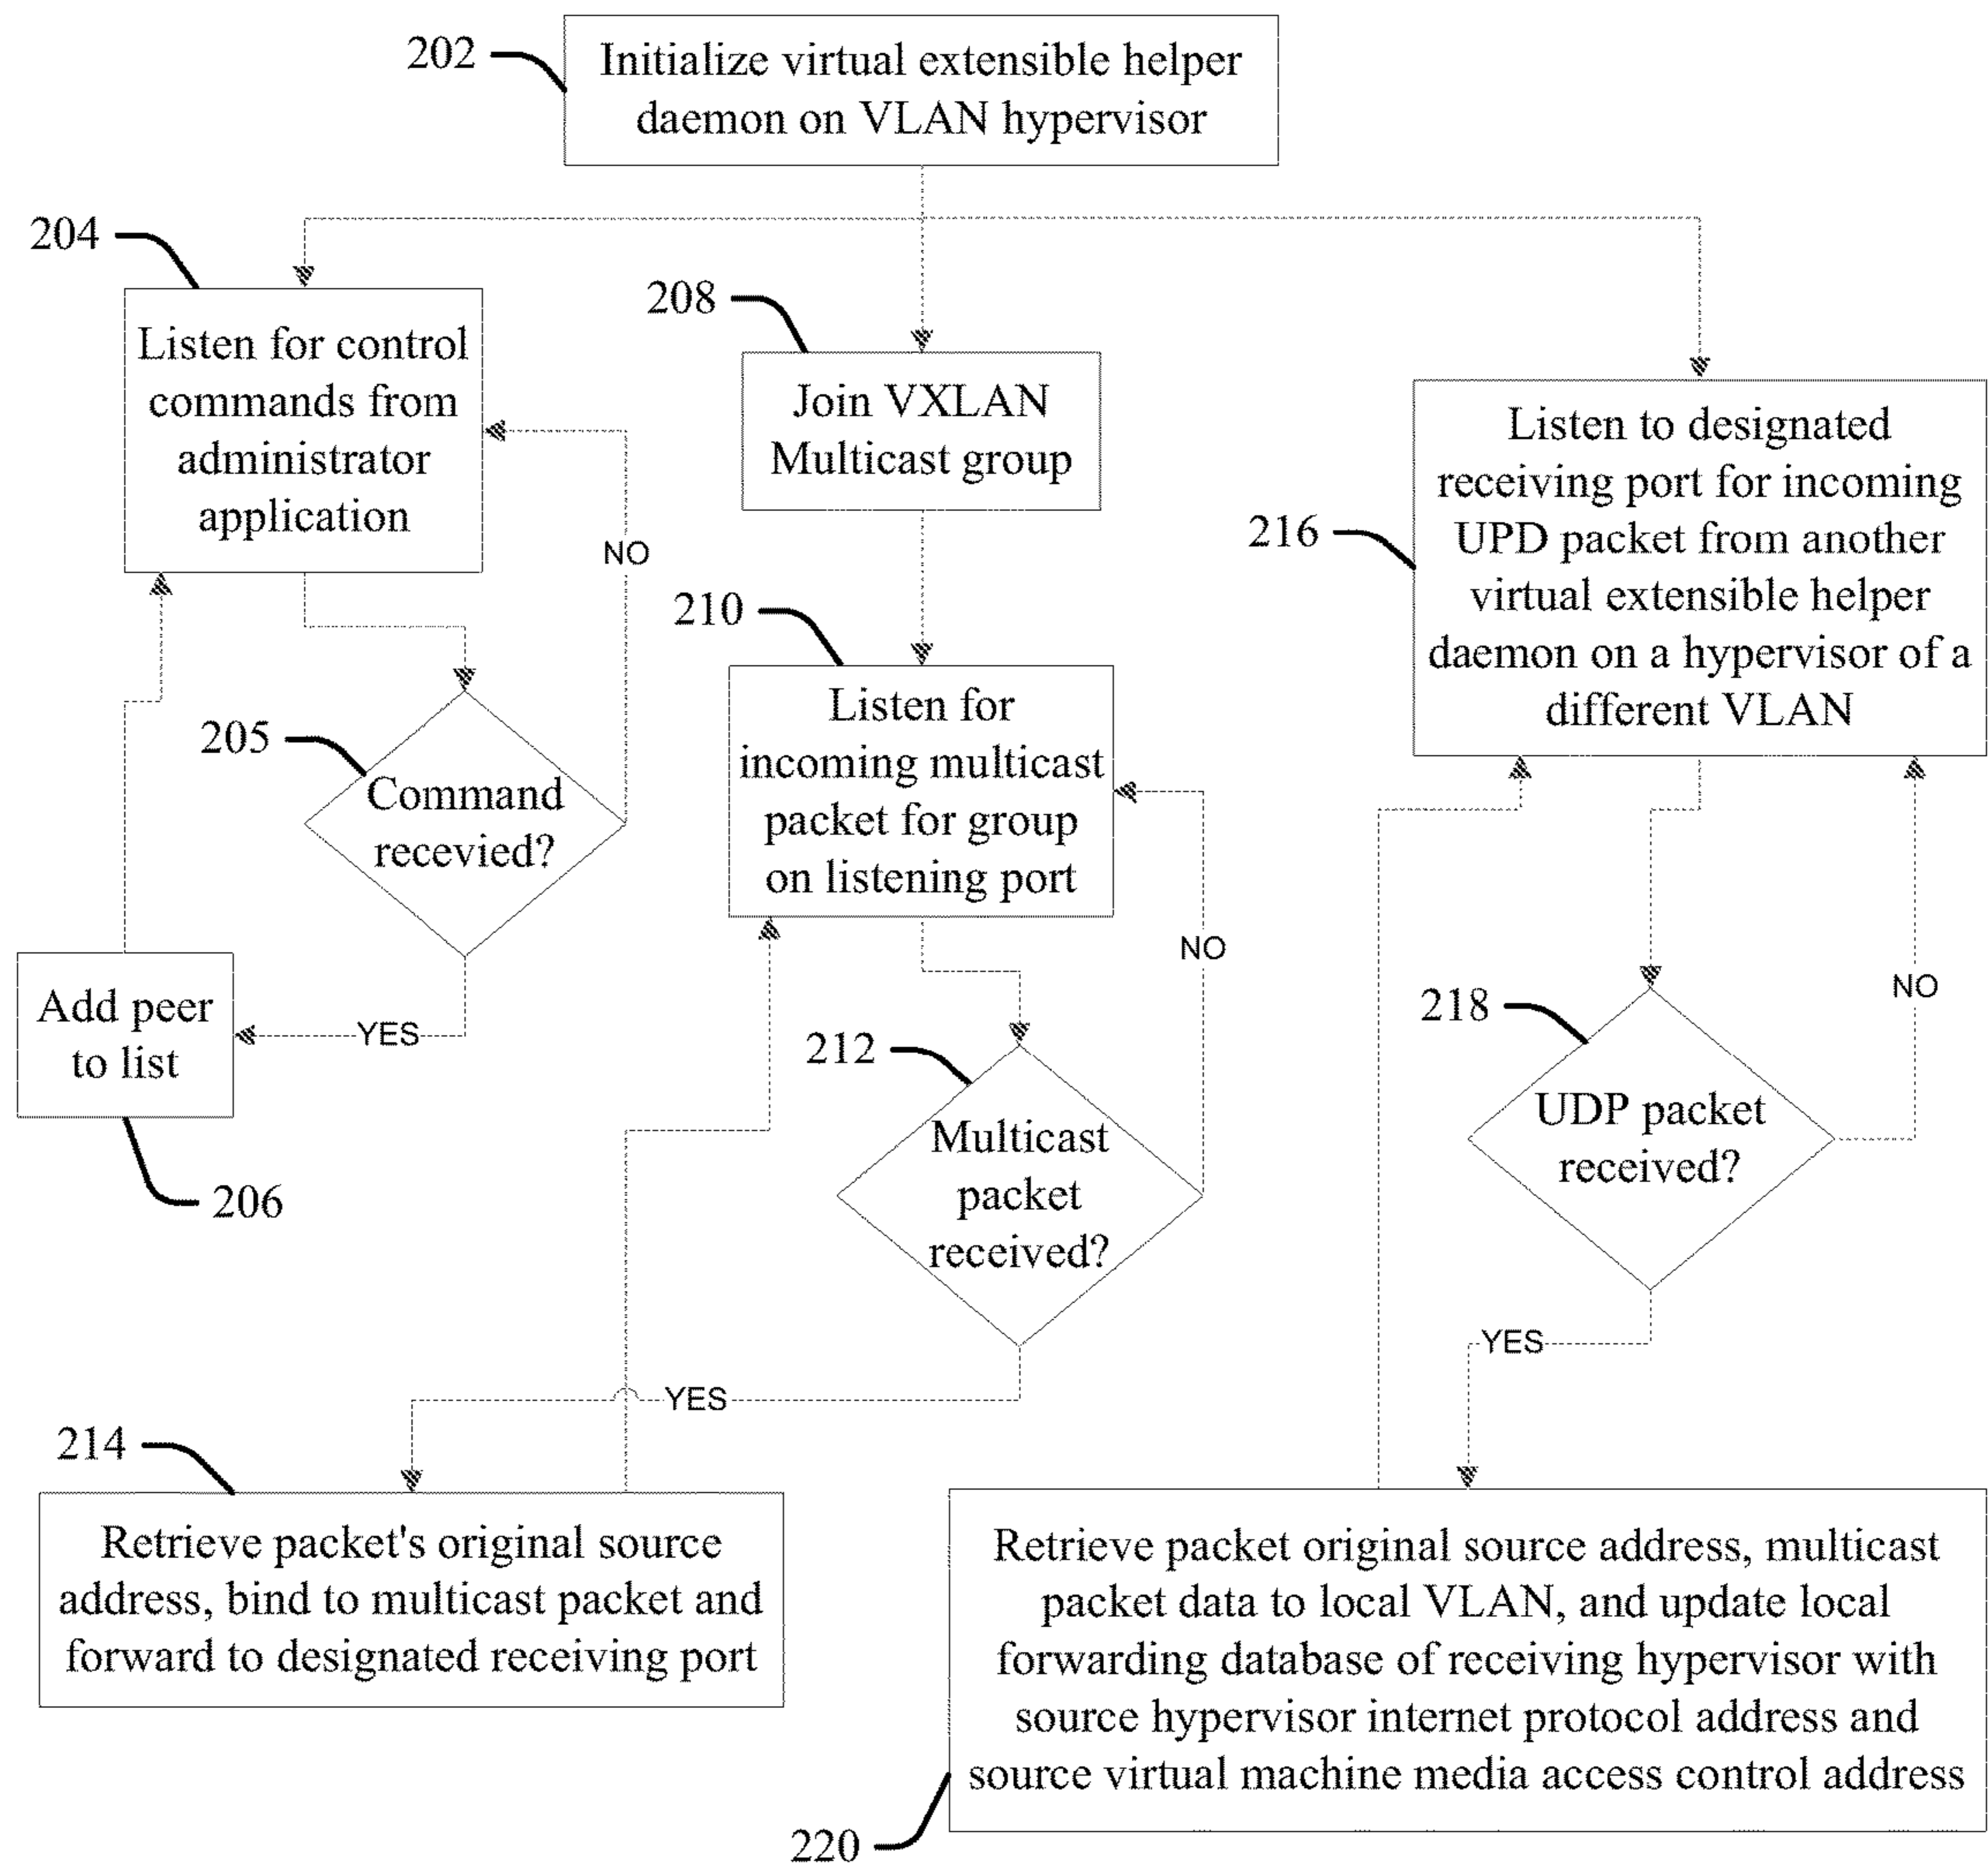 202
Initialize virtual extensible helper
daemon on VLAN hypervisor
204
Listen for control
commands from
administrator
application
NO
205
Command
recevied?
YES
Add peer
to list
206
208
Join VXLAN
Multicast group
210
Listen for
incoming multicast
packet for group
on listening port
NO
212
Multicast
packet
received?
YES
214
Retrieve packet's original source
address, bind to multicast packet and
forward to designated receiving port
216
Listen to designated
receiving port for incoming
UPD packet from another
virtual extensible helper
daemon on a hypervisor of a
different VLAN
NO
218
UDP packet
received?
YES
Retrieve packet original source address, multicast
packet data to local VLAN, and update local
forwarding database of receiving hypervisor with
source hypervisor internet protocol address and
source virtual machine media access control address
220